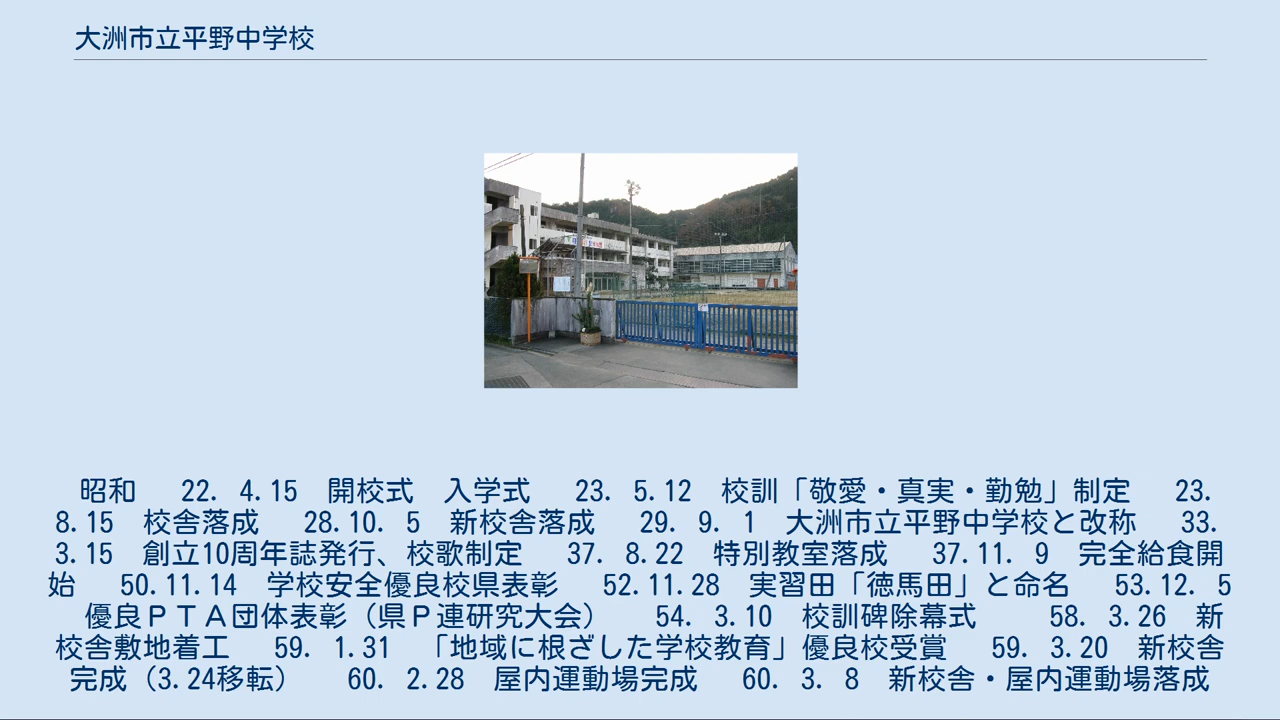 大洲市立平野中学校
昭和　22. 4.15　開校式　入学式　23. 5.12　校訓「敬愛・真実・勤勉」制定　23.
8.15　校舎落成　28.10. 5　新校舎落成　29. 9. 1　大洲市立平野中学校と改称　33.
3.15　創立10周年誌発行、校歌制定　37. 8.22　特別教室落成　37.11. 9　完全給食開
始　50.11.14　学校安全優良校県表彰　52.11.28　実習田「徳馬田」と命名　53.12. 5
優良ＰＴＡ団体表彰（県Ｐ連研究大会）　54. 3.10　校訓碑除幕式　58. 3.26　新
校舎敷地着工　59. 1.31　「地域に根ざした学校教育」優良校受賞　59. 3.20　新校舎
完成（3.24移転）　60. 2.28　屋内運動場完成　60. 3. 8　新校舎・屋内運動場落成